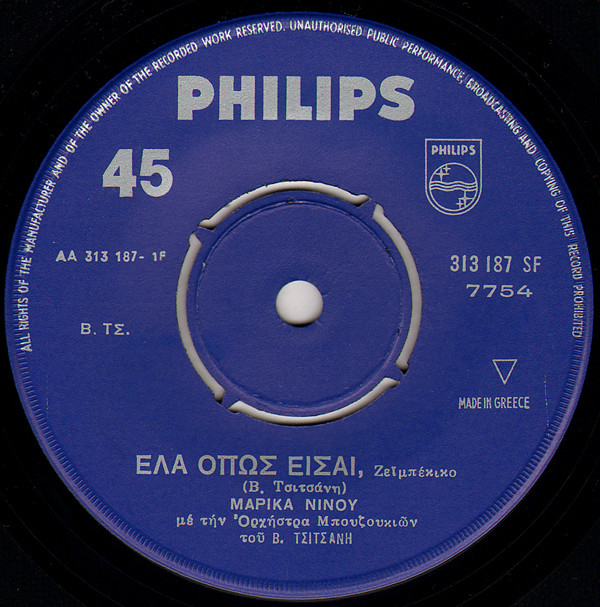 ALL RIGHTS OF THE MANUFACTURER AND OF THE OWNER OF THE RECORDED WORK RESERVED. UNAUTHORISED PUBLIC PERFORMANCE, BROADCASTING AND COPYING OF THIS RECORD PROHIBITED
PHILIPS
45
PHILIPS
AA 313 187- 1F
313 187 SF
7754
Β. ΤΣ.
MADE IN GREECE
ΕΛΑ ΟΠΩΣ ΕΙΣΑΙ, Ζεϊμπέκικο
(Β. Τσιτσάνη)
ΜΑΡΙΚΑ ΝΙΝΟΥ
μέ τήν Ὀρχήστρα Μπουζουκιῶν
τοῦ Β. ΤΣΙΤΣΑΝΗ